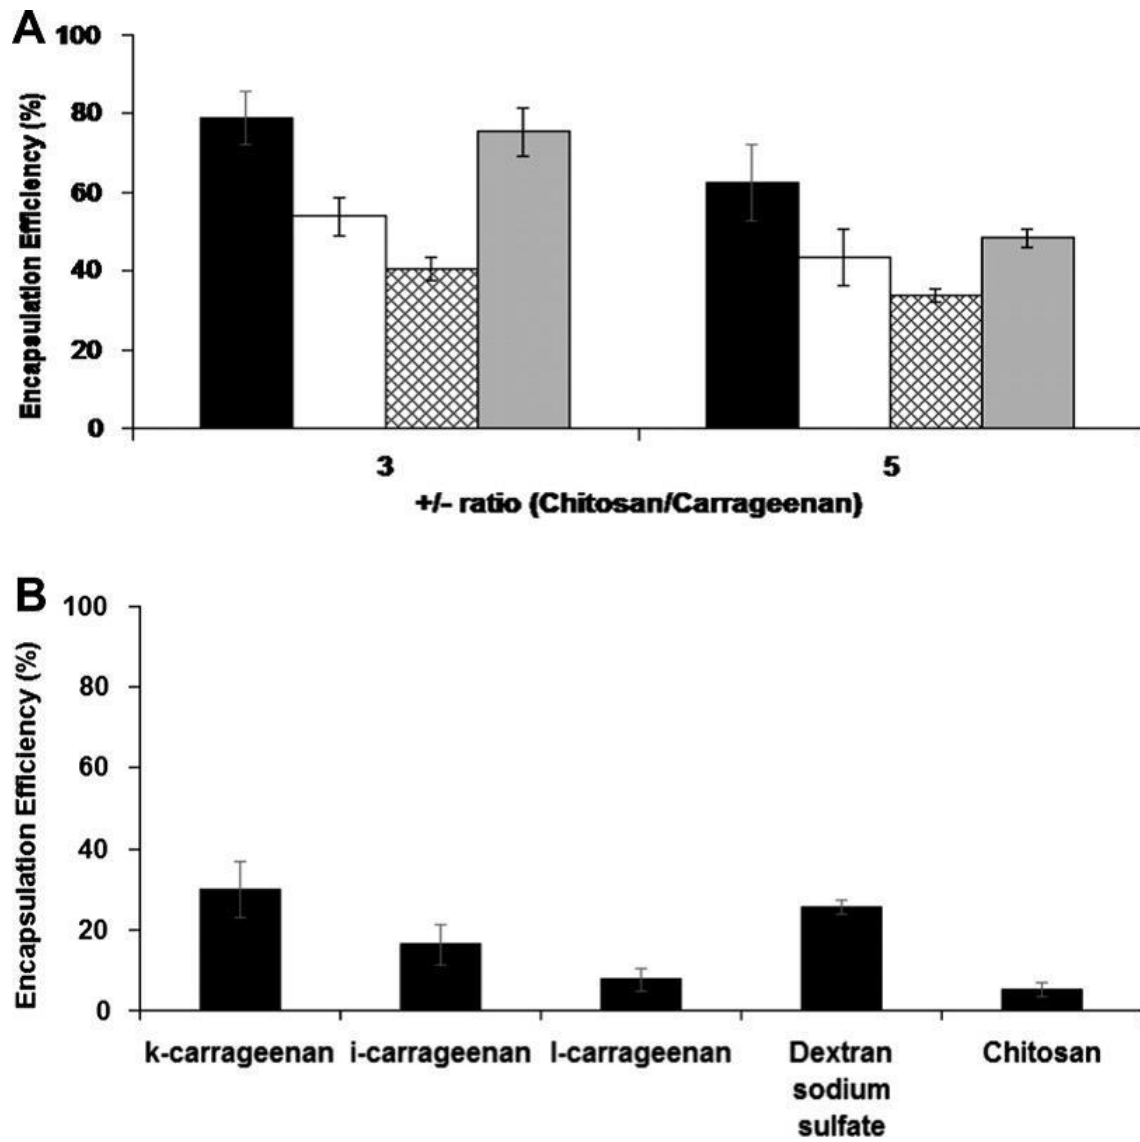 A
Encapsulation Efficiency (%)
100
80
60
40
20
0
3
5
+/- ratio (Chitosan/Carrageenan)
B
Encapsulation Efficiency (%)
100
80
60
40
20
0
k-carrageenan i-carrageenan l-carrageenan Dextran Chitosan
sodium
sulfate